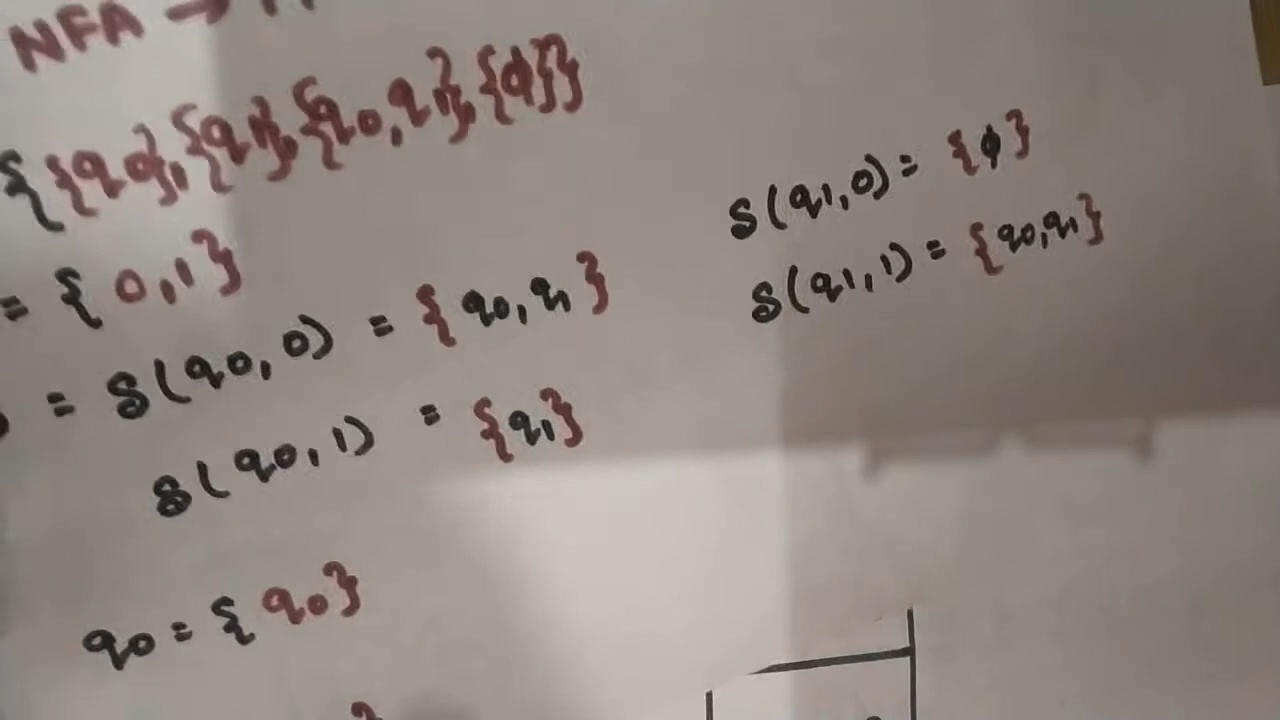 NFA →
{{q0},{q1},{q0,q1},{ϕ}}
= {0,1}
= δ(q0,0) = {q0,q1}
δ(q0,1) = {q1}
q0 = {q0}
δ(q1,0) = {ϕ}
δ(q1,1) = {q0,q1}